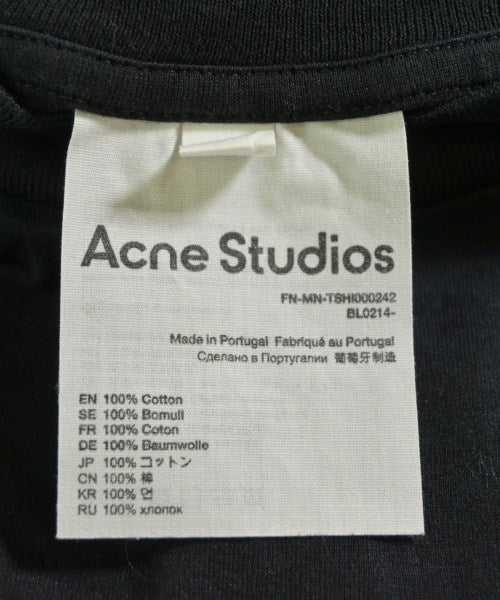 Acne Studios
FN-MN-TSHI000242
BL0214-
Made in Portugal Fabriqué au Portugal
Сделано в Португалии 葡萄牙制造
EN 100% Cotton
SE 100% Bomull
FR 100% Coton
DE 100% Baumwolle
JP 100% コットン
CN 100% 棉
KR 100% 면
RU 100% хлопок